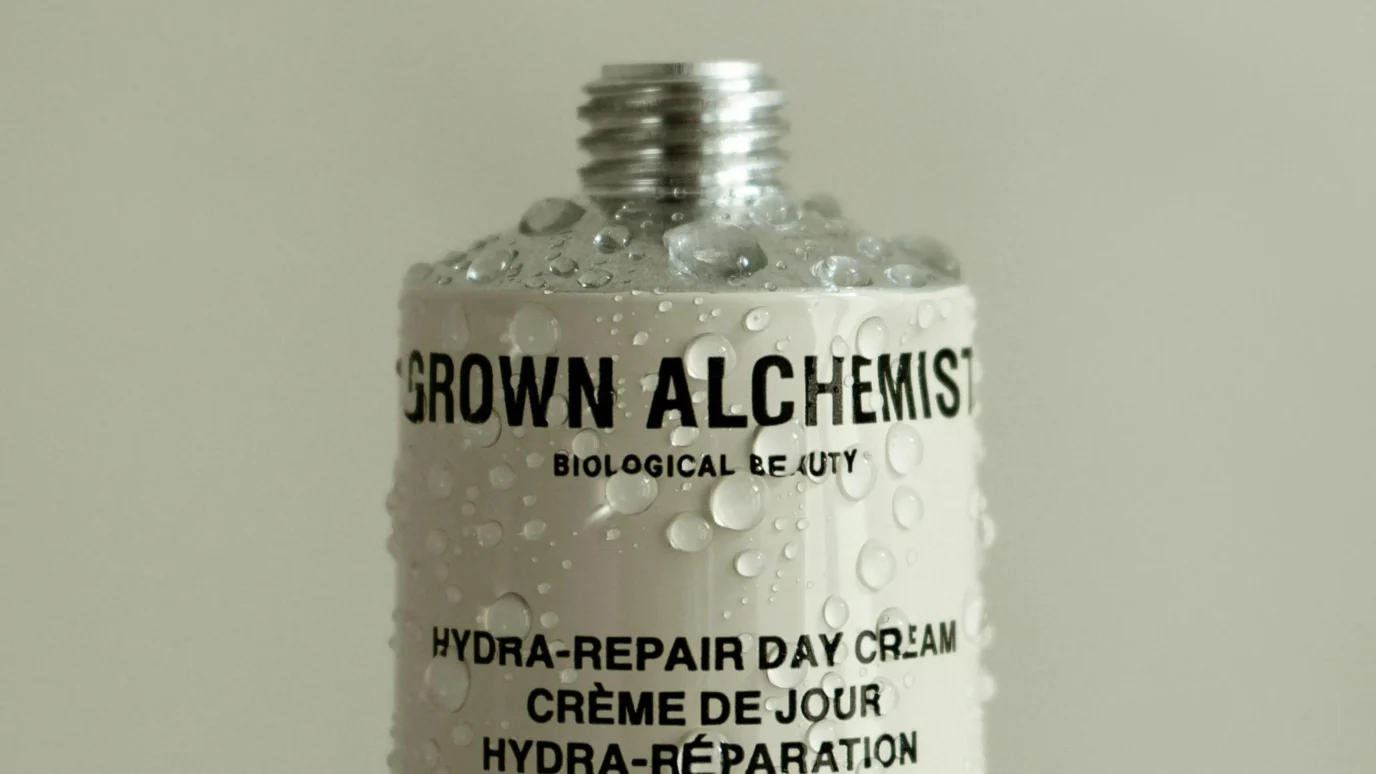 GROWN ALCHEMIST
BIOLOGICAL BEAUTY
HYDRA-REPAIR DAY CREAM
CRÈME DE JOUR
HYDRA-RÉPARATION